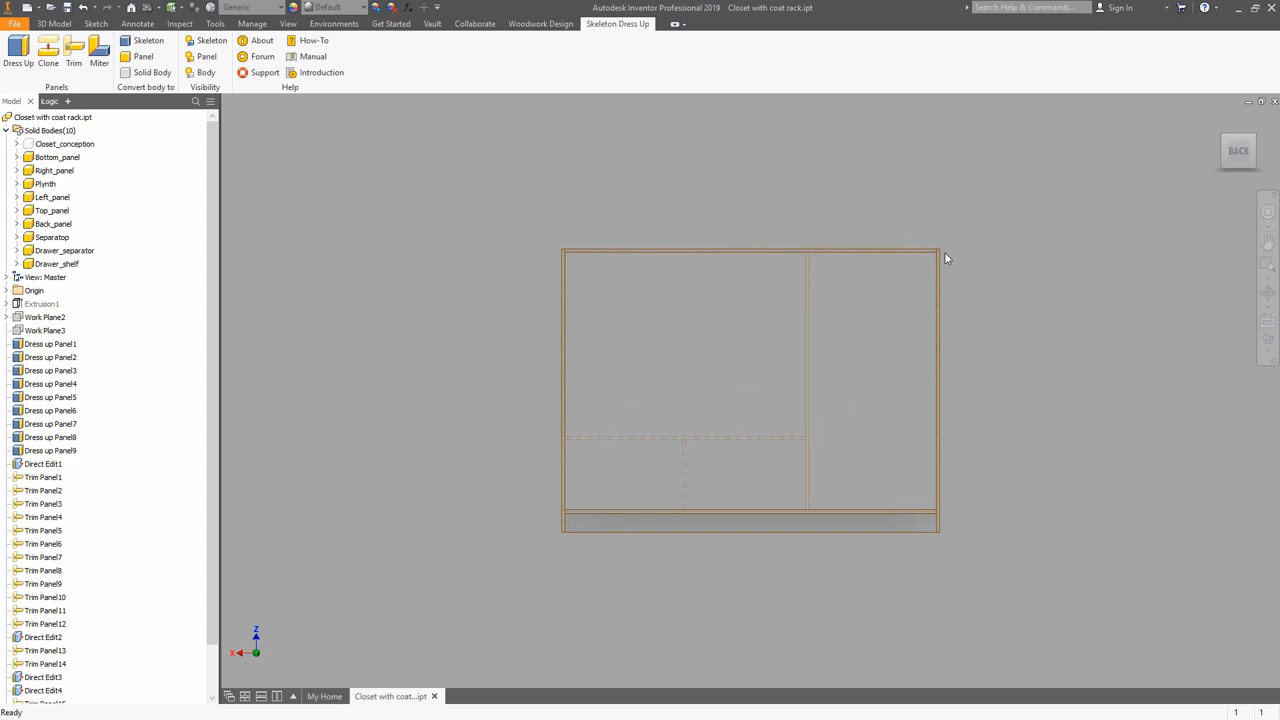 Generic
Default
Autodesk Inventor Professional 2019 Closet with coat rack.ipt
Search Help & Commands...
Sign In
File 3D Model Sketch Annotate Inspect Tools Manage View Environments Get Started Vault Collaborate Woodwork Design Skeleton Dress Up
Dress Up Clone Trim Miter
Skeleton
Panel
Solid Body
Skeleton
Panel
Body
About
Forum
Support
How-To
Manual
Introduction
Panels Convert body to Visibility Help
Model iLogic
Closet with coat rack.ipt
Solid Bodies(10)
Closet_conception
Bottom_panel
Right_panel
Plynth
Left_panel
Top_panel
Back_panel
Separatop
Drawer_separator
Drawer_shelf
View: Master
Origin
Extrusion1
Work Plane2
Work Plane3
Dress up Panel1
Dress up Panel2
Dress up Panel3
Dress up Panel4
Dress up Panel5
Dress up Panel6
Dress up Panel7
Dress up Panel8
Dress up Panel9
Direct Edit1
Trim Panel1
Trim Panel2
Trim Panel3
Trim Panel4
Trim Panel5
Trim Panel6
Trim Panel7
Trim Panel8
Trim Panel9
Trim Panel10
Trim Panel11
Trim Panel12
Direct Edit2
Trim Panel13
Trim Panel14
Direct Edit3
Direct Edit4
BACK
Z
X
My Home
Closet with coat...ipt
Ready
1 1